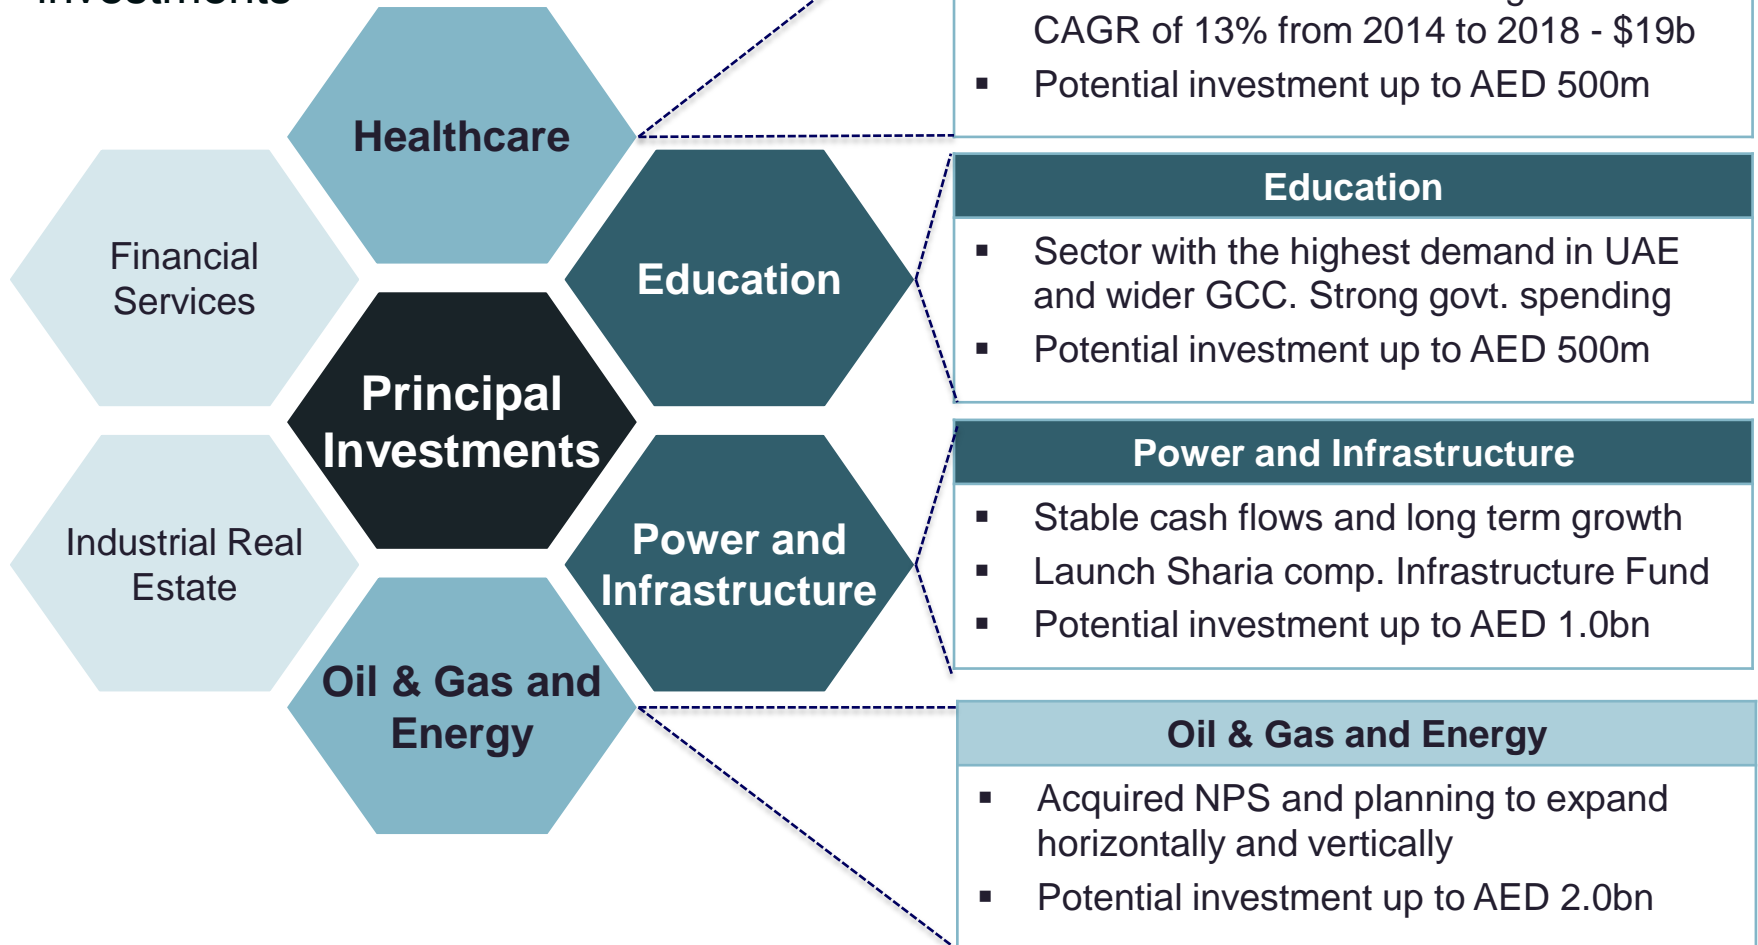 CAGR of 13% from 2014 to 2018 - $19b
▪ Potential investment up to AED 500m
Healthcare
Financial
Services
Education
Principal
Investments
Industrial Real
Estate
Power and
Infrastructure
Oil & Gas and
Energy
Education
▪ Sector with the highest demand in UAE
and wider GCC. Strong govt. spending
▪ Potential investment up to AED 500m
Power and Infrastructure
▪ Stable cash flows and long term growth
▪ Launch Sharia comp. Infrastructure Fund
▪ Potential investment up to AED 1.0bn
Oil & Gas and Energy
▪ Acquired NPS and planning to expand
horizontally and vertically
▪ Potential investment up to AED 2.0bn